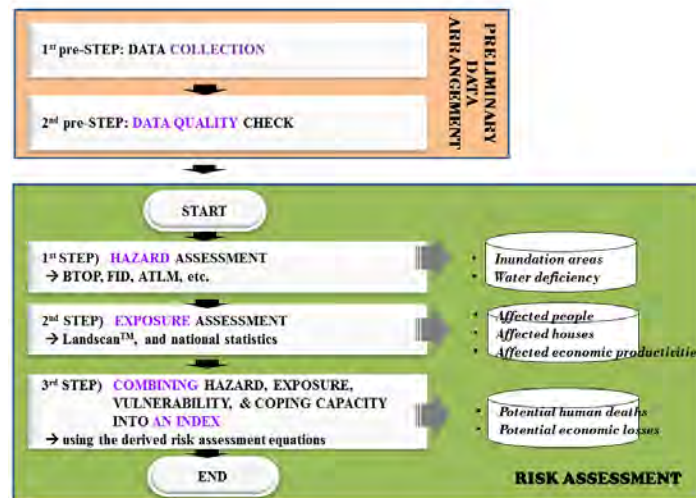 1st pre-STEP: DATA COLLECTION
2nd pre-STEP: DATA QUALITY CHECK
PRELIMINARY
DATA
ARRANGEMENT
START
1st STEP) HAZARD ASSESSMENT
→ BTOP, FID, ATLM, etc.
• Inundation areas
• Water deficiency
2nd STEP) EXPOSURE ASSESSMENT
→ Landscan™, and national statistics
• Affected people
• Affected houses
• Affected economic productivities
3rd STEP) COMBINING HAZARD, EXPOSURE,
VULNERABILITY, & COPING CAPACITY
INTO AN INDEX
→ using the derived risk assessment equations
• Potential human deaths
• Potential economic losses
END
RISK ASSESSMENT